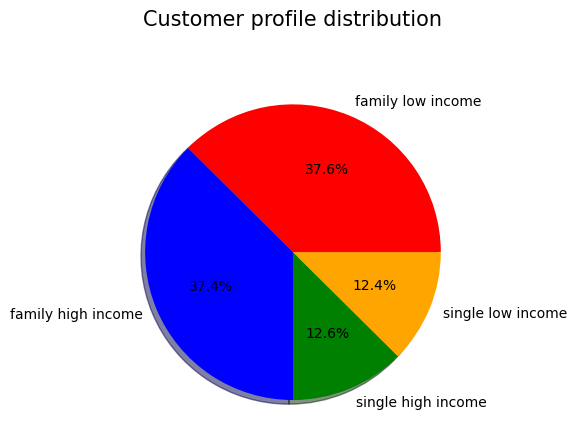 Customer profile distribution
family low income
37.6%
37.4%
12.4%
family high income
single low income
12.6%
single high income